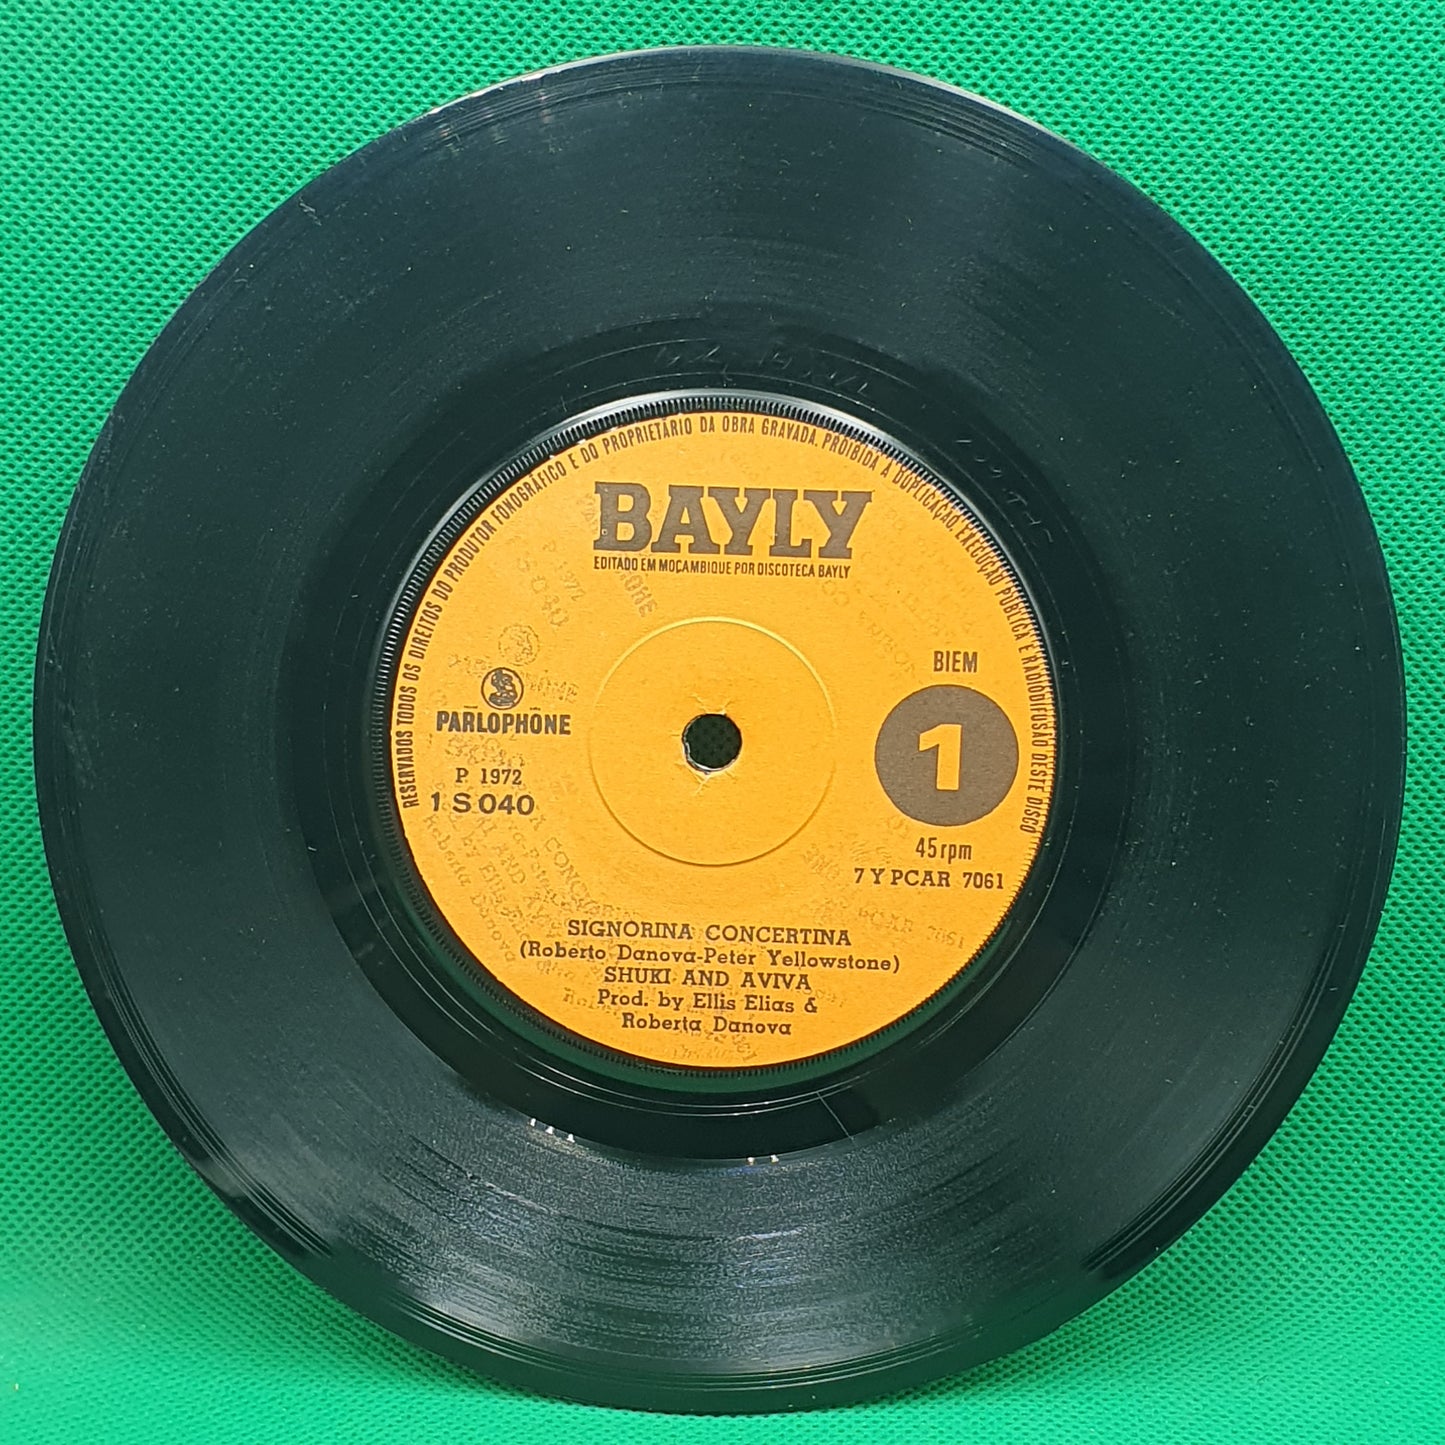 RESERVADOS TODOS OS DIREITOS DO PRODUTOR FONOGRÁFICO E DO PROPRIETÁRIO DA OBRA GRAVADA. PROIBIDA A DUPLICAÇÃO, EXECUÇÃO PÚBLICA E RADIODIFUSÃO DESTE DISCO
BAYLY
EDITADO EM MOÇAMBIQUE POR DISCOTECA BAYLY
BIEM
1
PARLOPHONE
P. 1972
1 S 040
45 rpm
7 Y PCAR 7061
SIGNORINA CONCERTINA
(Roberto Danova-Peter Yellowstone)
SHUKI AND AVIVA
Prod. by Ellis Elias &
Roberta Danova